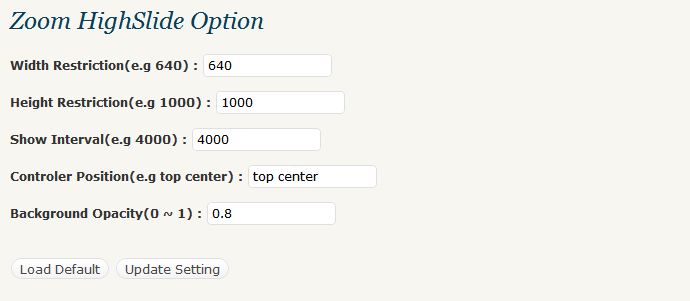 Zoom HighSlide Option
Width Restriction(e.g 640) : 640
Height Restriction(e.g 1000) : 1000
Show Interval(e.g 4000) : 4000
Controler Position(e.g top center) : top center
Background Opacity(0 ~ 1) : 0.8
Load Default Update Setting